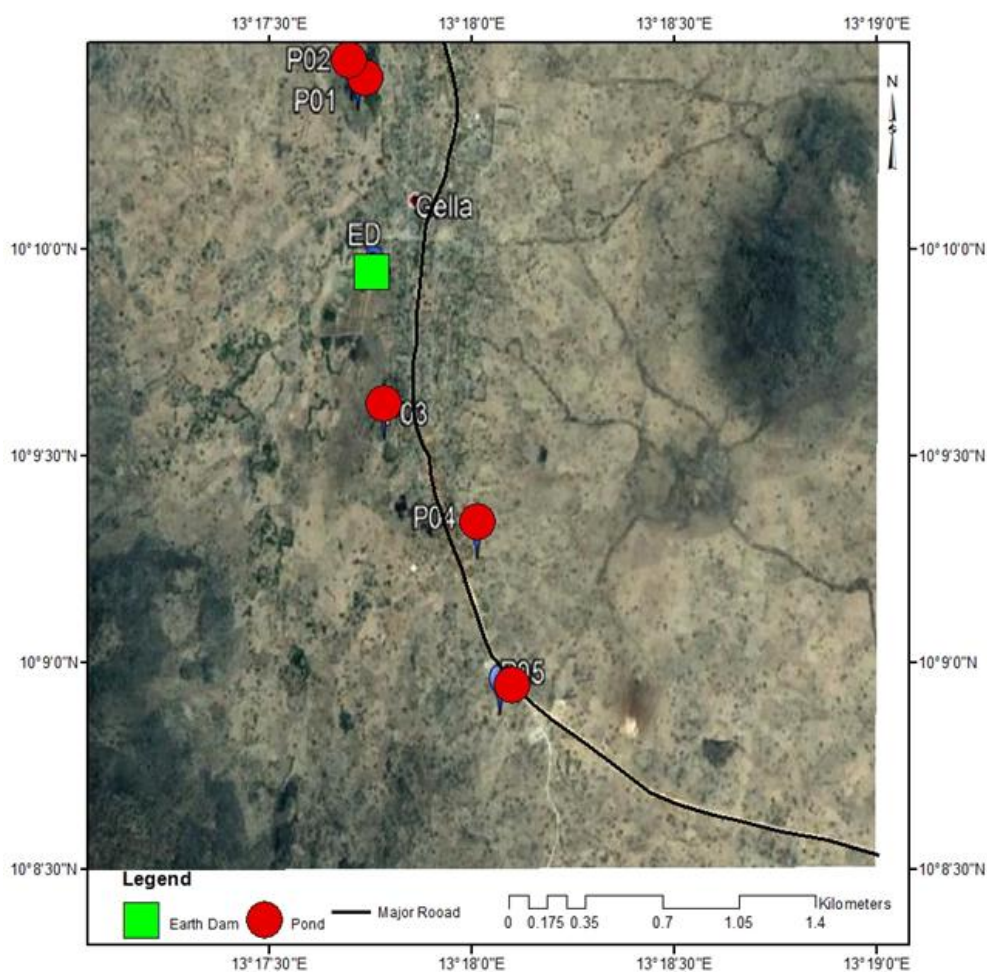 13°17'30"E 13°18'0"E 13°18'30"E 13°19'0"E
P02
P01
N
S
Gella
ED
10°10'0"N 10°10'0"N
03
10°9'30"N 10°9'30"N
P04
10°9'0"N 10°9'0"N
P05
10°8'30"N 10°8'30"N
Legend
Earth Dam Pond Major Rooad
Kilometers
0 0.175 0.35 0.7 1.05 1.4
13°17'30"E 13°18'0"E 13°18'30"E 13°19'0"E